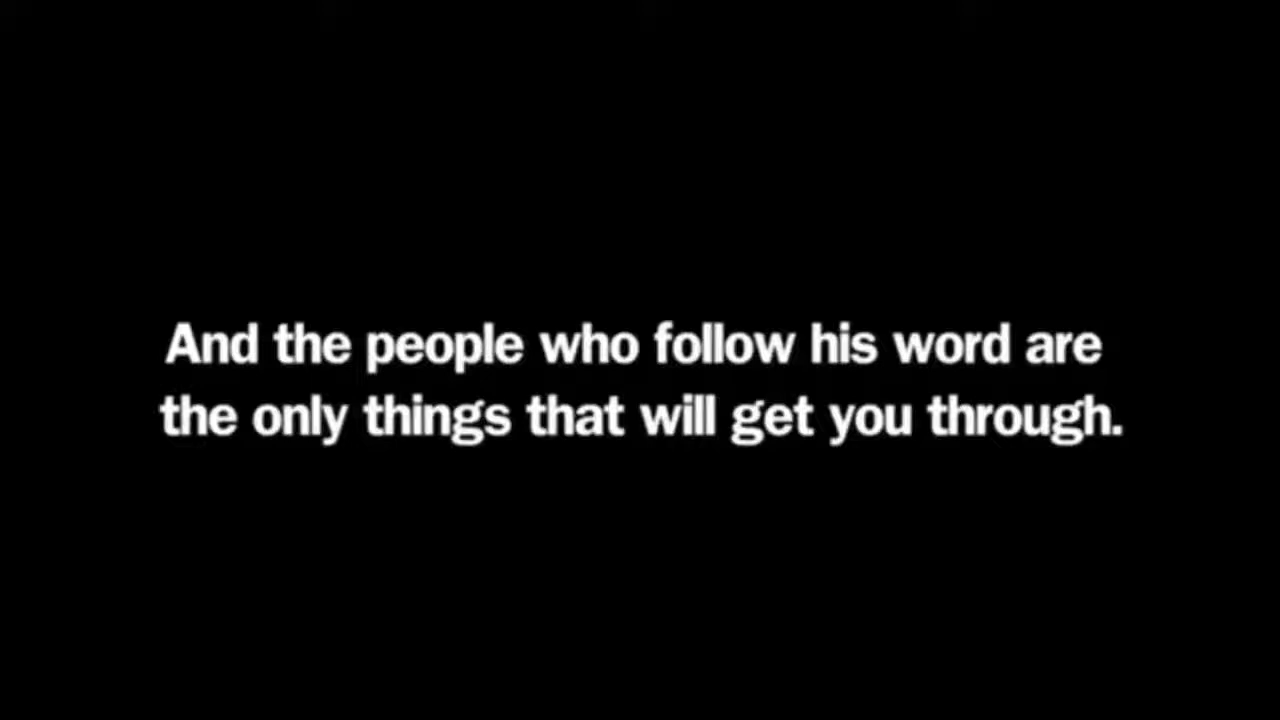 And the people who follow his word are
the only things that will get you through.